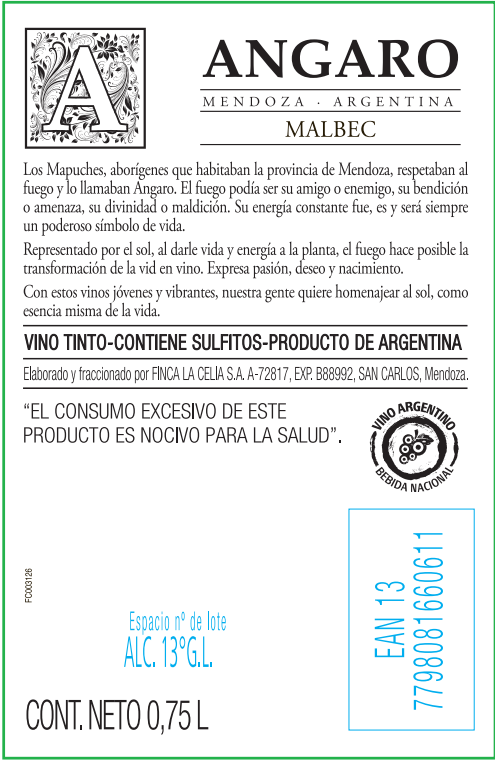 A
ANGARO
MENDOZA · ARGENTINA
MALBEC
Los Mapuches, aborígenes que habitaban la provincia de Mendoza, respetaban al
fuego y lo llamaban Angaro. El fuego podía ser su amigo o enemigo, su bendición
o amenaza, su divinidad o maldición. Su energía constante fue, es y será siempre
un poderoso símbolo de vida.
Representado por el sol, al darle vida y energía a la planta, el fuego hace posible la
transformación de la vid en vino. Expresa pasión, deseo y nacimiento.
Con estos vinos jóvenes y vibrantes, nuestra gente quiere homenajear al sol, como
esencia misma de la vida.
VINO TINTO-CONTIENE SULFITOS-PRODUCTO DE ARGENTINA
Elaborado y fraccionado por FINCA LA CELIA S.A. A-72817, EXP. B88992, SAN CARLOS, Mendoza.
“EL CONSUMO EXCESIVO DE ESTE
PRODUCTO ES NOCIVO PARA LA SALUD”.
VINO ARGENTINO
BEBIDA NACIONAL
FC003126
Espacio nº de lote
ALC. 13°G.L.
EAN 13
7798081660611
CONT. NETO 0,75 L